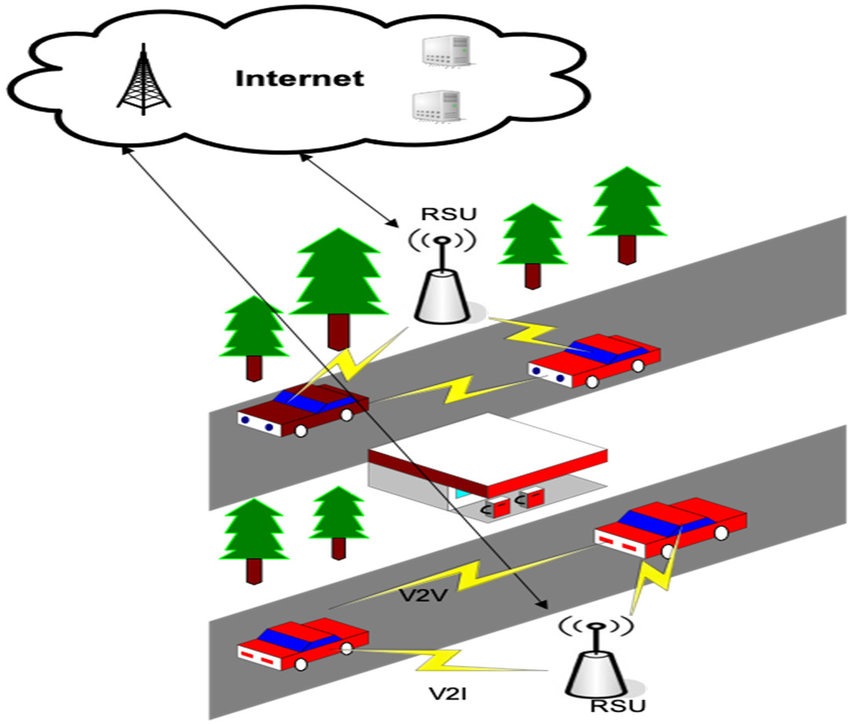 Internet
RSU
V2V
V2I
RSU